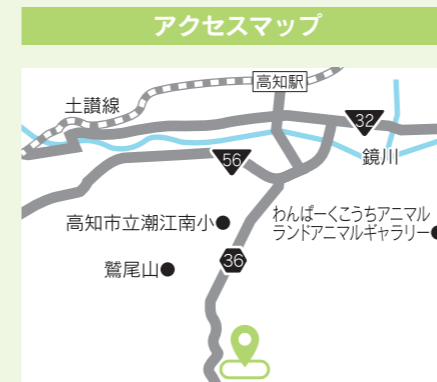 アクセスマップ
高知駅
土讃線
32
鏡川
56
わんぱーくこうちアニマル
ランドアニマルギャラリー
高知市立潮江南小
36
鷲尾山